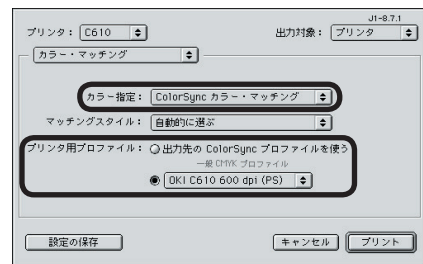 J1-8.7.1
プリンタ： C610 出力対象： プリンタ
カラー・マッチング
カラー指定： ColorSync カラー・マッチング
マッチングスタイル： 自動的に選ぶ
プリンタ用プロファイル： 出力先の ColorSync プロファイルを使う
一般 CMYK プロファイル
OKI C610 600 dpi (PS)
設定の保存 キャンセル プリント